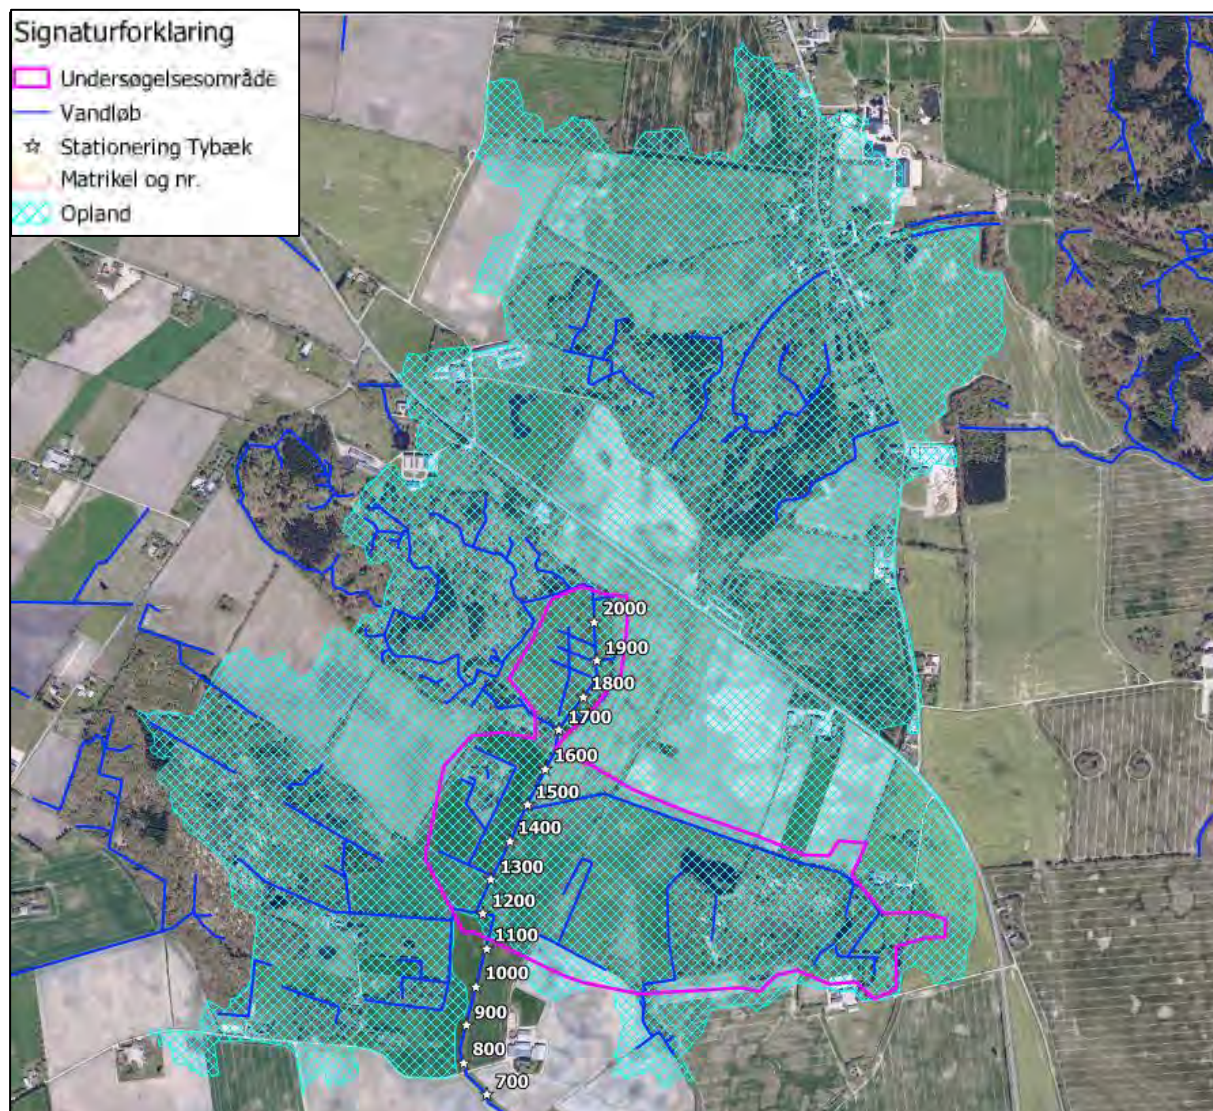 Signaturforklaring
Undersøgelsesområde
Vandløb
Stationering Tybæk
Matrikel og nr.
Opland
2000
1900
1800
1700
1600
1500
1400
1300
1200
1100
1000
900
800
700